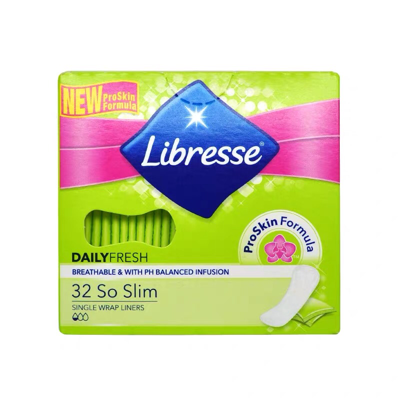 NEW ProSkin
Formula
Libresse
ProSkin Formula
DAILYFRESH
BREATHABLE & WITH PH BALANCED INFUSION
32 So Slim
SINGLE WRAP LINERS